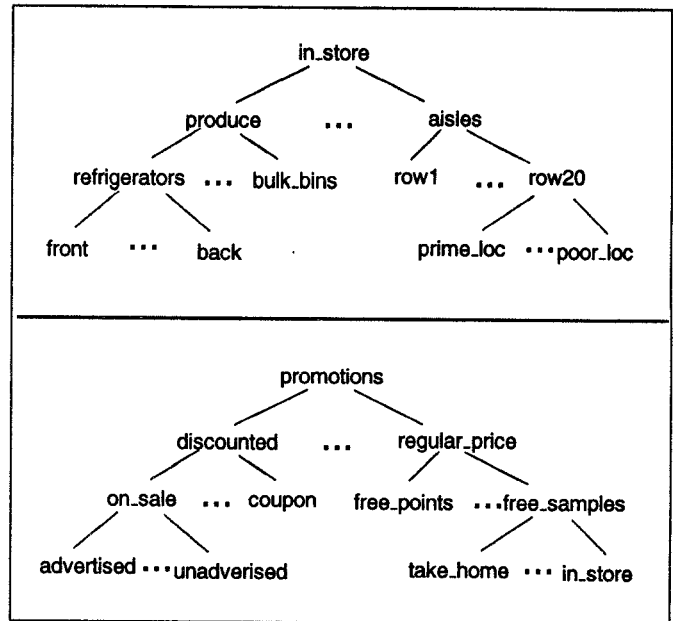 in_store
produce ... aisles
refrigerators ... bulk_bins row1 ... row20
front ... back prime_loc ... poor_loc
promotions
discounted ... regular_price
on_sale ... coupon free_points ... free_samples
advertised ... unadverised take_home ... in_store